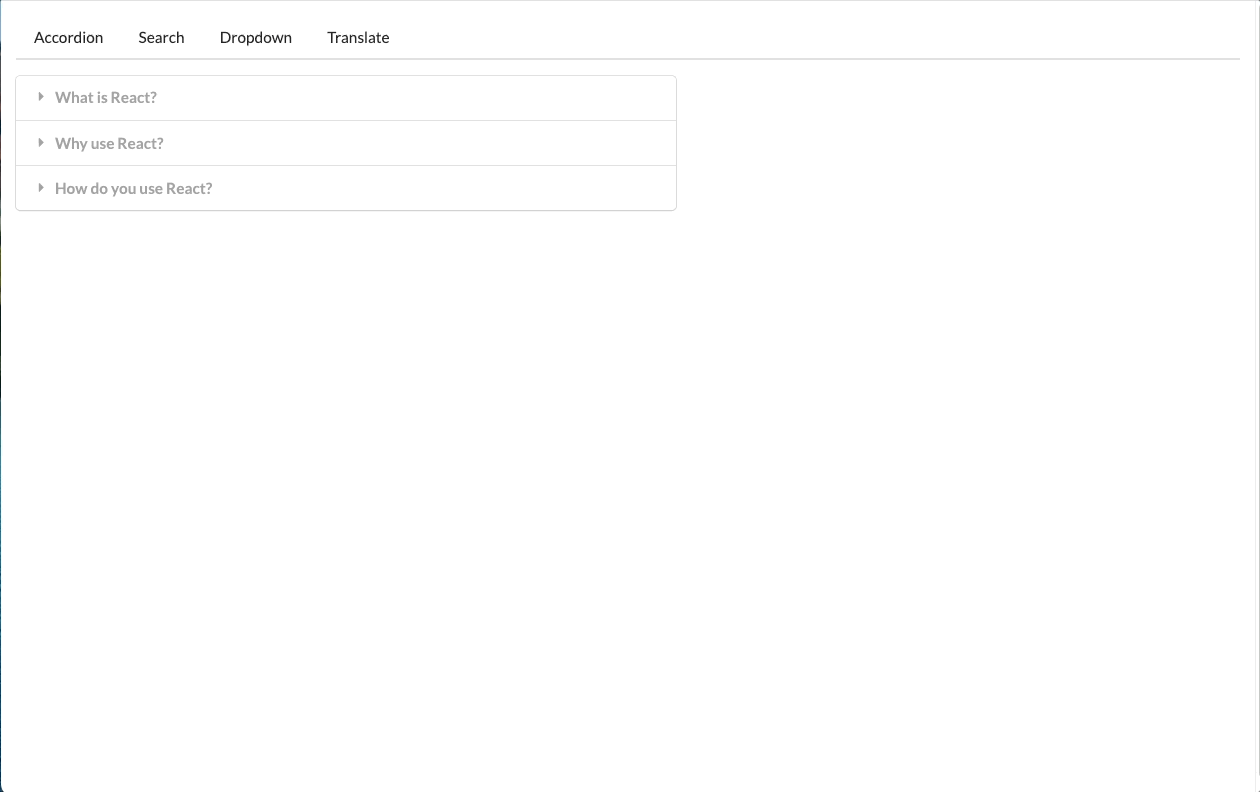 Accordion Search Dropdown Translate
What is React?
Why use React?
How do you use React?